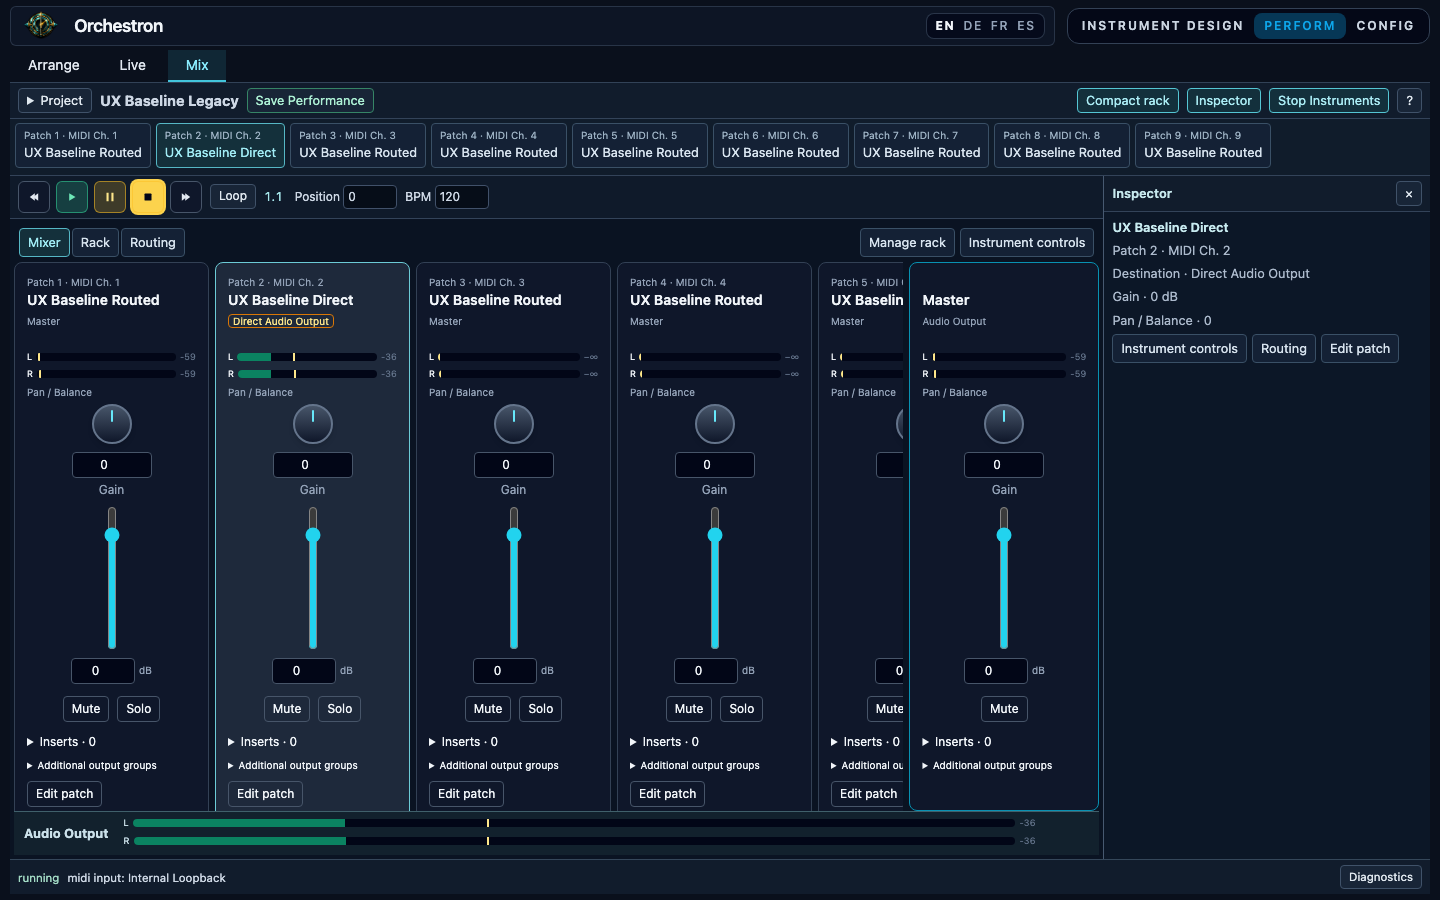 Orchestron
EN DE FR ES
INSTRUMENT DESIGN PERFORM CONFIG
Arrange Live Mix
Project UX Baseline Legacy Save Performance Compact rack Inspector Stop Instruments ?
Patch 1 · MIDI Ch. 1 Patch 2 · MIDI Ch. 2 Patch 3 · MIDI Ch. 3 Patch 4 · MIDI Ch. 4 Patch 5 · MIDI Ch. 5 Patch 6 · MIDI Ch. 6 Patch 7 · MIDI Ch. 7 Patch 8 · MIDI Ch. 8 Patch 9 · MIDI Ch. 9
UX Baseline Routed UX Baseline Direct UX Baseline Routed UX Baseline Routed UX Baseline Routed UX Baseline Routed UX Baseline Routed UX Baseline Routed UX Baseline Routed
Loop 1.1 Position 0 BPM 120
Mixer Rack Routing Manage rack Instrument controls
Patch 1 · MIDI Ch. 1
UX Baseline Routed
Master
L -59
R -59
Pan / Balance
0
Gain
0 dB
Mute Solo
Inserts · 0
Additional output groups
Edit patch
Patch 2 · MIDI Ch. 2
UX Baseline Direct
Direct Audio Output
L -36
R -36
Pan / Balance
0
Gain
0 dB
Mute Solo
Inserts · 0
Additional output groups
Edit patch
Patch 3 · MIDI Ch. 3
UX Baseline Routed
Master
L -∞
R -∞
Pan / Balance
0
Gain
0 dB
Mute Solo
Inserts · 0
Additional output groups
Edit patch
Patch 4 · MIDI Ch. 4
UX Baseline Routed
Master
L -∞
R -∞
Pan / Balance
0
Gain
0 dB
Mute Solo
Inserts · 0
Additional output groups
Edit patch
Patch 5 · MIDI Ch.
UX Baselin
Master
L
R
Pan / Balance
0
Mute
Inserts · 0
Additional ou
Edit patch
Master
Audio Output
L -59
R -59
Pan / Balance
0
Gain
0 dB
Mute
Inserts · 0
Additional output groups
Audio Output
L -36
R -36
Inspector ×
UX Baseline Direct
Patch 2 · MIDI Ch. 2
Destination · Direct Audio Output
Gain · 0 dB
Pan / Balance · 0
Instrument controls Routing Edit patch
running midi input: Internal Loopback Diagnostics